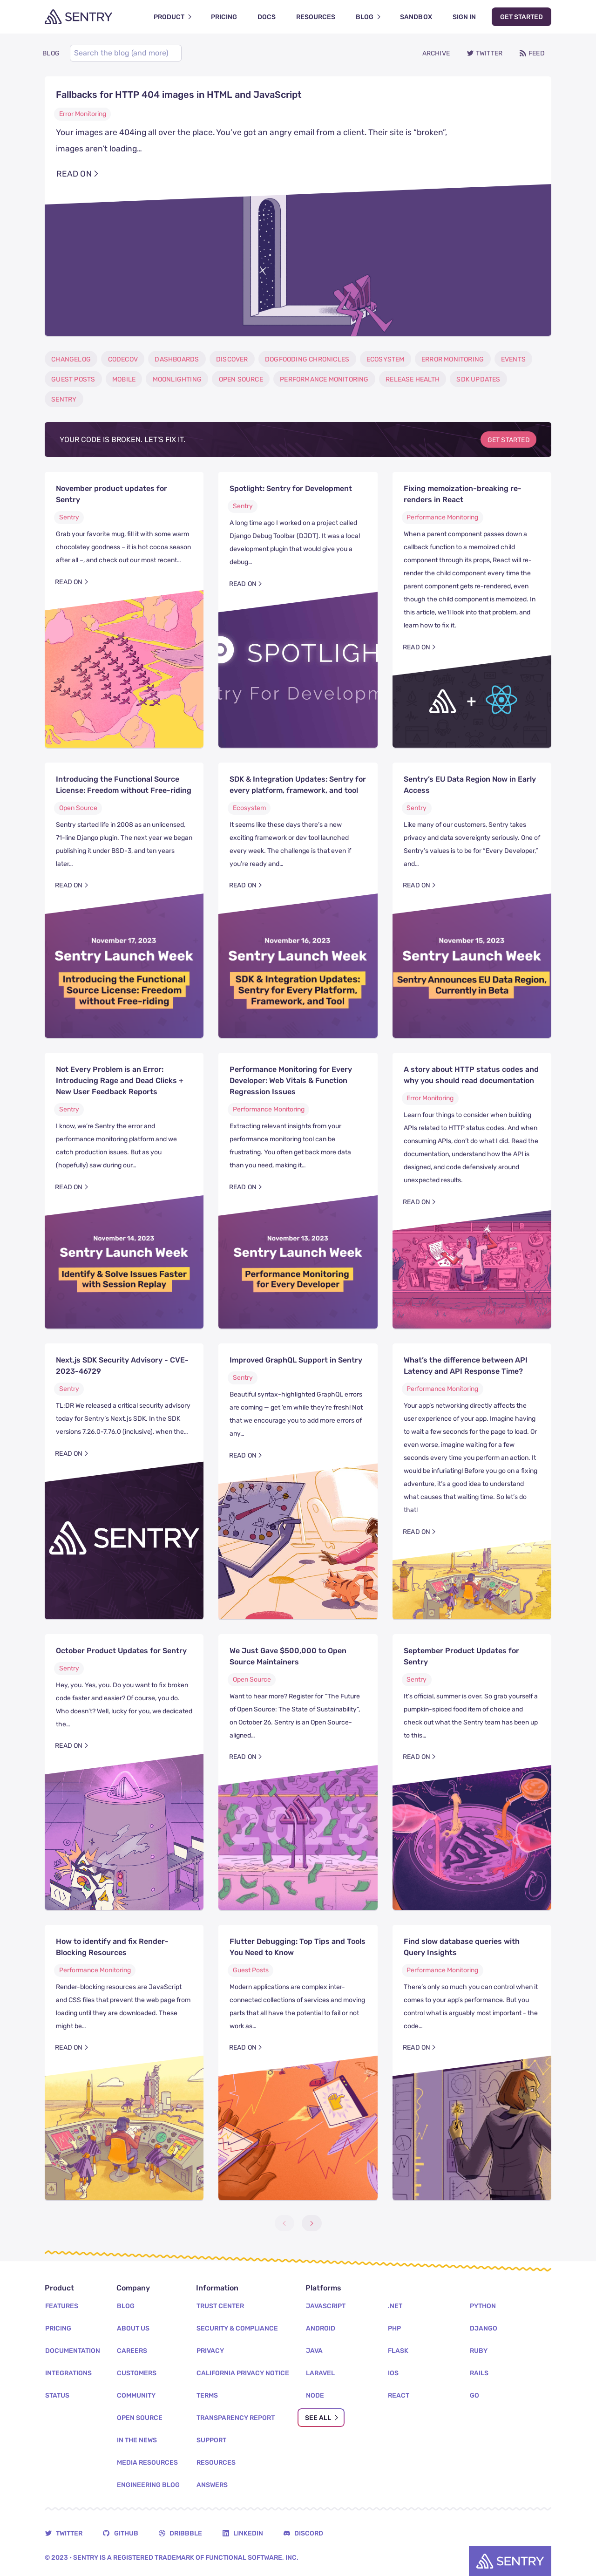 SENTRY
PRODUCT
PRICING
DOCS
RESOURCES
BLOG
SANDBOX
SIGN IN
GET STARTED
BLOG
Search the blog (and more)
ARCHIVE
TWITTER
FEED
Fallbacks for HTTP 404 images in HTML and JavaScript
Error Monitoring
Your images are 404ing all over the place. You've got an angry email from a client. Their site is "broken",
images aren't loading…
READ ON
CHANGELOG
CODECOV
DASHBOARDS
DISCOVER
DOGFOODING CHRONICLES
ECOSYSTEM
ERROR MONITORING
EVENTS
GUEST POSTS
MOBILE
MOONLIGHTING
OPEN SOURCE
PERFORMANCE MONITORING
RELEASE HEALTH
SDK UPDATES
SENTRY
YOUR CODE IS BROKEN. LET'S FIX IT.
GET STARTED
November product updates for
Sentry
Sentry
Grab your favorite mug, fill it with some warm
chocolatey goodness – it is hot cocoa season
after all –, and check out our most recent…
READ ON
Spotlight: Sentry for Development
Sentry
A long time ago I worked on a project called
Django Debug Toolbar (DJDT). It was a local
development plugin that would give you a
debug…
READ ON
SPOTLIGH
try For Developm
Fixing memoization-breaking re-
renders in React
Performance Monitoring
When a parent component passes down a
callback function to a memoized child
component through its props, React will re-
render the child component every time the
parent component gets re-rendered, even
though the child component is memoized. In
this article, we'll look into that problem, and
learn how to fix it.
READ ON
+
Introducing the Functional Source
License: Freedom without Free-riding
Open Source
Sentry started life in 2008 as an unlicensed,
71-line Django plugin. The next year we began
publishing it under BSD-3, and ten years
later…
READ ON
November 17, 2023
Sentry Launch Week
Introducing the Functional
Source License: Freedom
without Free-riding
SDK & Integration Updates: Sentry for
every platform, framework, and tool
Ecosystem
It seems like these days there's a new
exciting framework or dev tool launched
every week. The challenge is that even if
you're ready and…
READ ON
November 16, 2023
Sentry Launch Week
SDK & Integration Updates:
Sentry for Every Platform,
Framework, and Tool
Sentry's EU Data Region Now in Early
Access
Sentry
Like many of our customers, Sentry takes
privacy and data sovereignty seriously. One of
Sentry's values is to be for "Every Developer,"
and…
READ ON
November 15, 2023
Sentry Launch Week
Sentry Announces EU Data Region,
Currently in Beta
Not Every Problem is an Error:
Introducing Rage and Dead Clicks +
New User Feedback Reports
Sentry
I know, we're Sentry the error and
performance monitoring platform and we
catch production issues. But as you
(hopefully) saw during our…
READ ON
November 14, 2023
Sentry Launch Week
Identify & Solve Issues Faster
with Session Replay
Performance Monitoring for Every
Developer: Web Vitals & Function
Regression Issues
Performance Monitoring
Extracting relevant insights from your
performance monitoring tool can be
frustrating. You often get back more data
than you need, making it…
READ ON
November 13, 2023
Sentry Launch Week
Performance Monitoring
for Every Developer
A story about HTTP status codes and
why you should read documentation
Error Monitoring
Learn four things to consider when building
APIs related to HTTP status codes. And when
consuming APIs, don't do what I did. Read the
documentation, understand how the API is
designed, and code defensively around
unexpected results.
READ ON
Next.js SDK Security Advisory - CVE-
2023-46729
Sentry
TL;DR We released a critical security advisory
today for Sentry's Next.js SDK. In the SDK
versions 7.26.0-7.76.0 (inclusive), when the…
READ ON
SENTRY
Improved GraphQL Support in Sentry
Sentry
Beautiful syntax-highlighted GraphQL errors
are coming — get 'em while they're fresh! Not
that we encourage you to add more errors of
any…
READ ON
What's the difference between API
Latency and API Response Time?
Performance Monitoring
Your app's networking directly affects the
user experience of your app. Imagine having
to wait a few seconds for the page to load. Or
even worse, imagine waiting for a few
seconds every time you perform an action. It
would be infuriating! Before you go on a fixing
adventure, it's a good idea to understand
what causes that waiting time. So let's do
that!
READ ON
October Product Updates for Sentry
Sentry
Hey, you. Yes, you. Do you want to fix broken
code faster and easier? Of course, you do.
Who doesn't? Well, lucky for you, we dedicated
the…
READ ON
We Just Gave $500,000 to Open
Source Maintainers
Open Source
Want to hear more? Register for "The Future
of Open Source: The State of Sustainability",
on October 26. Sentry is an Open Source-
aligned…
READ ON
2023
September Product Updates for
Sentry
Sentry
It's official, summer is over. So grab yourself a
pumpkin-spiced food item of choice and
check out what the Sentry team has been up
to this…
READ ON
How to identify and fix Render-
Blocking Resources
Performance Monitoring
Render-blocking resources are JavaScript
and CSS files that prevent the web page from
loading until they are downloaded. These
might be…
READ ON
Flutter Debugging: Top Tips and Tools
You Need to Know
Guest Posts
Modern applications are complex inter-
connected collections of services and moving
parts that all have the potential to fail or not
work as…
READ ON
Find slow database queries with
Query Insights
Performance Monitoring
There's only so much you can control when it
comes to your app's performance. But you
control what is arguably most important - the
code…
READ ON
Product
FEATURES
PRICING
DOCUMENTATION
INTEGRATIONS
STATUS
Company
BLOG
ABOUT US
CAREERS
CUSTOMERS
COMMUNITY
OPEN SOURCE
IN THE NEWS
MEDIA RESOURCES
ENGINEERING BLOG
Information
TRUST CENTER
SECURITY & COMPLIANCE
PRIVACY
CALIFORNIA PRIVACY NOTICE
TERMS
TRANSPARENCY REPORT
SUPPORT
RESOURCES
ANSWERS
Platforms
JAVASCRIPT
ANDROID
JAVA
LARAVEL
NODE
SEE ALL
.NET
PHP
FLASK
IOS
REACT
PYTHON
DJANGO
RUBY
RAILS
GO
TWITTER
GITHUB
DRIBBBLE
LINKEDIN
DISCORD
© 2023 • SENTRY IS A REGISTERED TRADEMARK OF FUNCTIONAL SOFTWARE, INC.
SENTRY